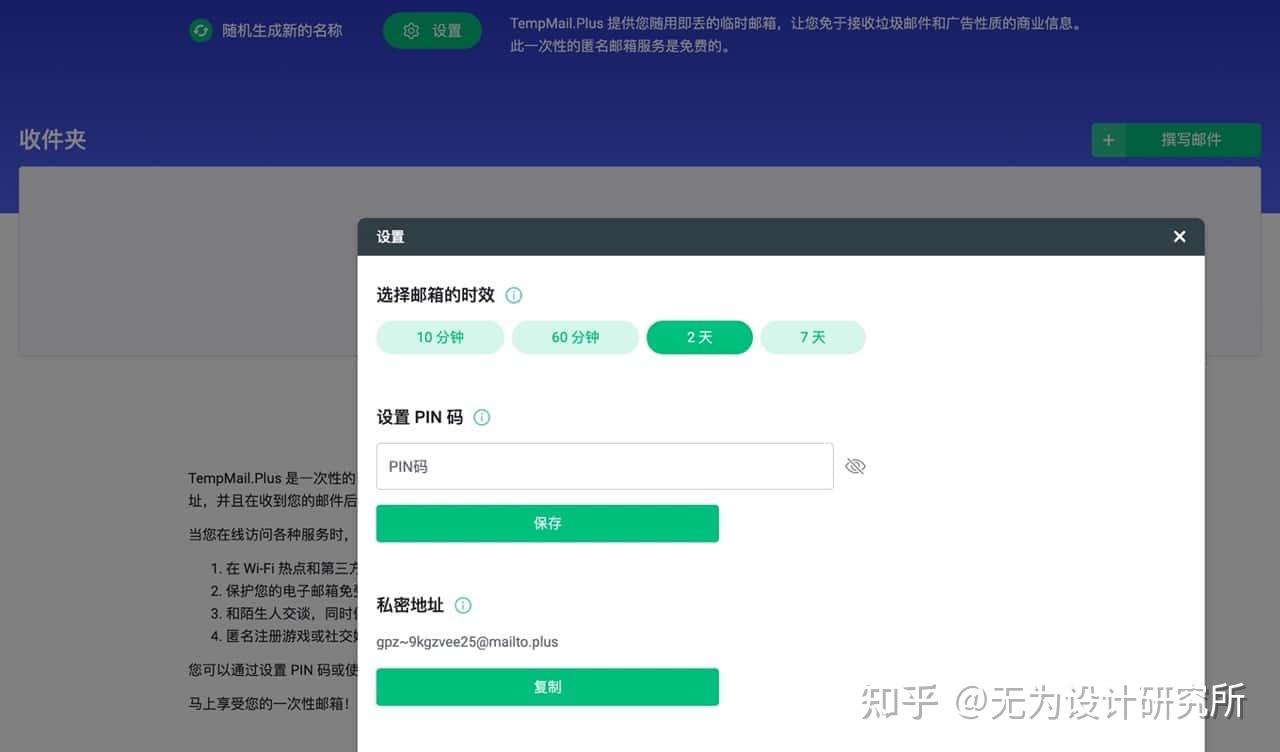 随机生成新的名称
设置
TempMail.Plus 提供您随用即丢的临时邮箱，让您免于接收垃圾邮件和广告性质的商业信息。
此一次性的匿名邮箱服务是免费的。
收件夹
+ 撰写邮件
设置
选择邮箱的时效
10 分钟
60 分钟
2 天
7 天
设置 PIN 码
PIN码
保存
私密地址
gpz~9kgzvee25@mailto.plus
复制
TempMail.Plus 是一次性的
址，并且在收到您的邮件后
当您在线访问各种服务时，
1. 在 Wi-Fi 热点和第三方
2. 保护您的电子邮箱免受
3. 和陌生人交谈，同时
4. 匿名注册游戏或社交
您可以通过设置 PIN 码或使
马上享受您的一次性邮箱！
知乎 @无为设计研究所